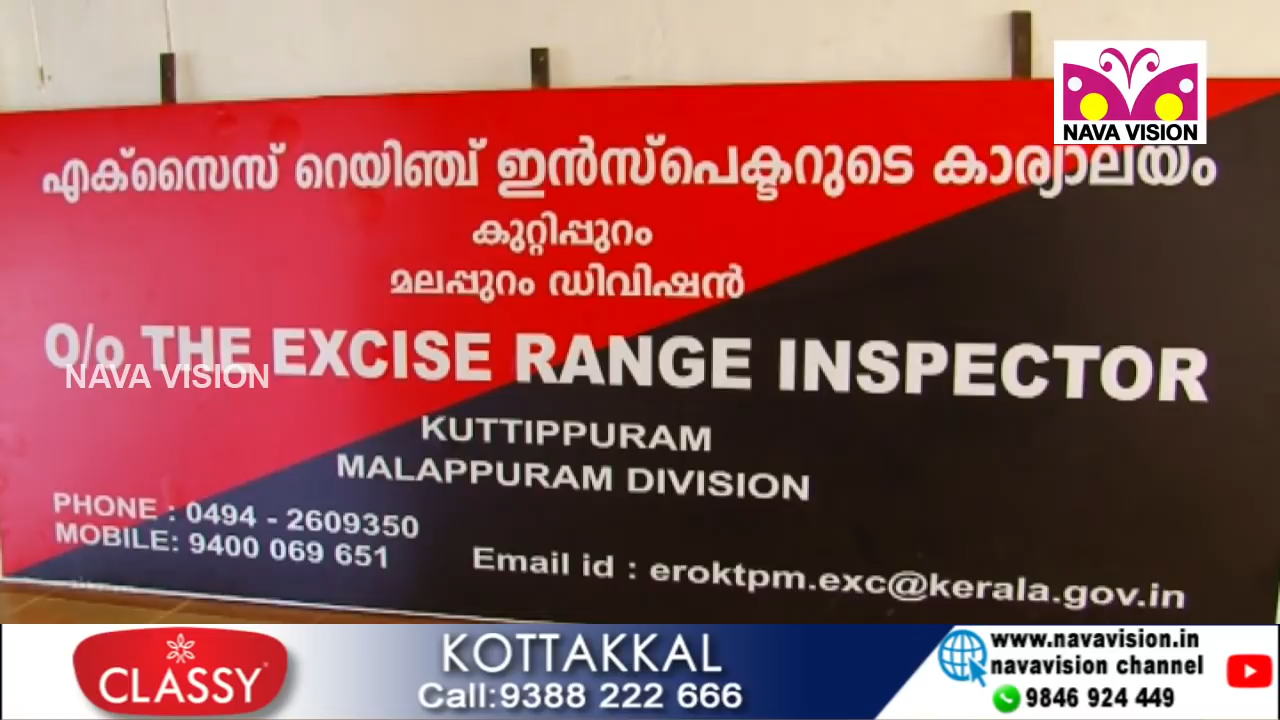 NAVA VISION
എക്സൈസ് റെയിഞ്ച് ഇൻസ്പെക്ടറുടെ കാര്യാലയം
കുറ്റിപ്പുറം
മലപ്പുറം ഡിവിഷൻ
O/o THE EXCISE RANGE INSPECTOR
NAVA VISION
KUTTIPPURAM
MALAPPURAM DIVISION
PHONE : 0494 - 2609350
MOBILE: 9400 069 651
Email id : eroktpm.exc@kerala.gov.in
CLASSY
KOTTAKKAL
Call:9388 222 666
www.navavision.in
navavision channel
9846 924 449